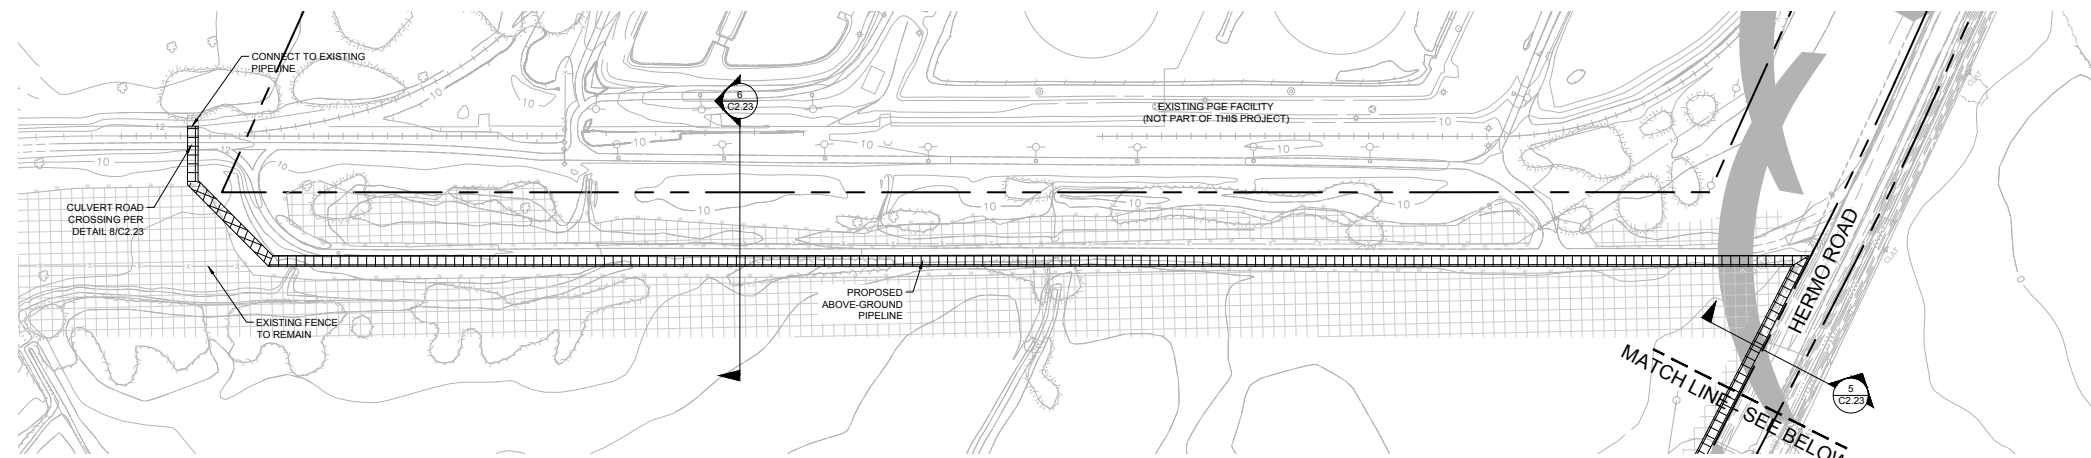 CONNECT TO EXISTING
PIPELINE
10
12
10
12
10
10
CULVERT ROAD
CROSSING PER
DETAIL 8/C2.23
EXISTING FENCE
TO REMAIN
6
C2.23
10
10
10
EXISTING PGE FACILITY
(NOT PART OF THIS PROJECT)
10
10
10
10
PROPOSED
ABOVE-GROUND
PIPELINE
HERMO ROAD
MATCH LINE - SEE BELOW
5
C2.23